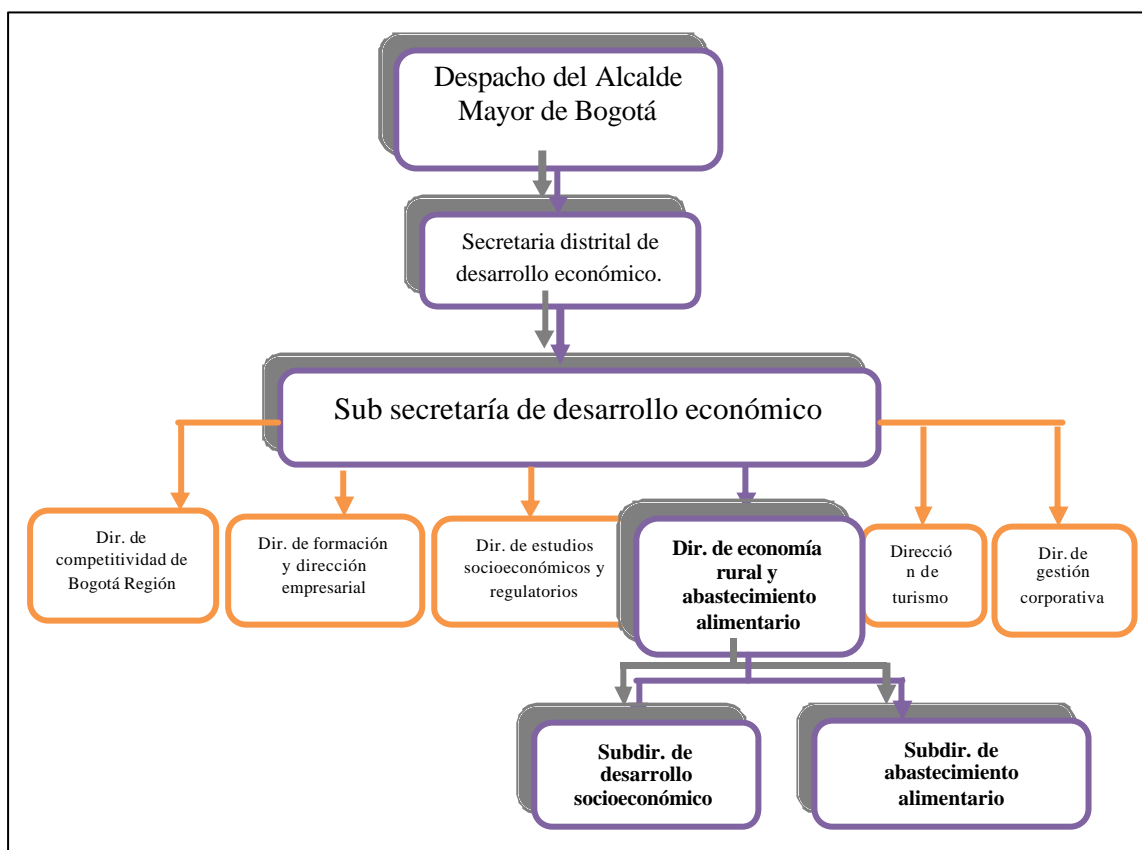 Despacho del Alcalde
Mayor de Bogotá
Secretaria distrital de
desarrollo económico.
Sub secretaría de desarrollo económico
Dir. de
competitividad de
Bogotá Región
Dir. de formación
y dirección
empresarial
Dir. de estudios
socioeconómicos y
regulatorios
Dir. de economía
rural y
abastecimiento
alimentario
Direcció
n de
turismo
Dir. de
gestión
corporativa
Subdir. de
desarrollo
socioeconómico
Subdir. de
abastecimiento
alimentario